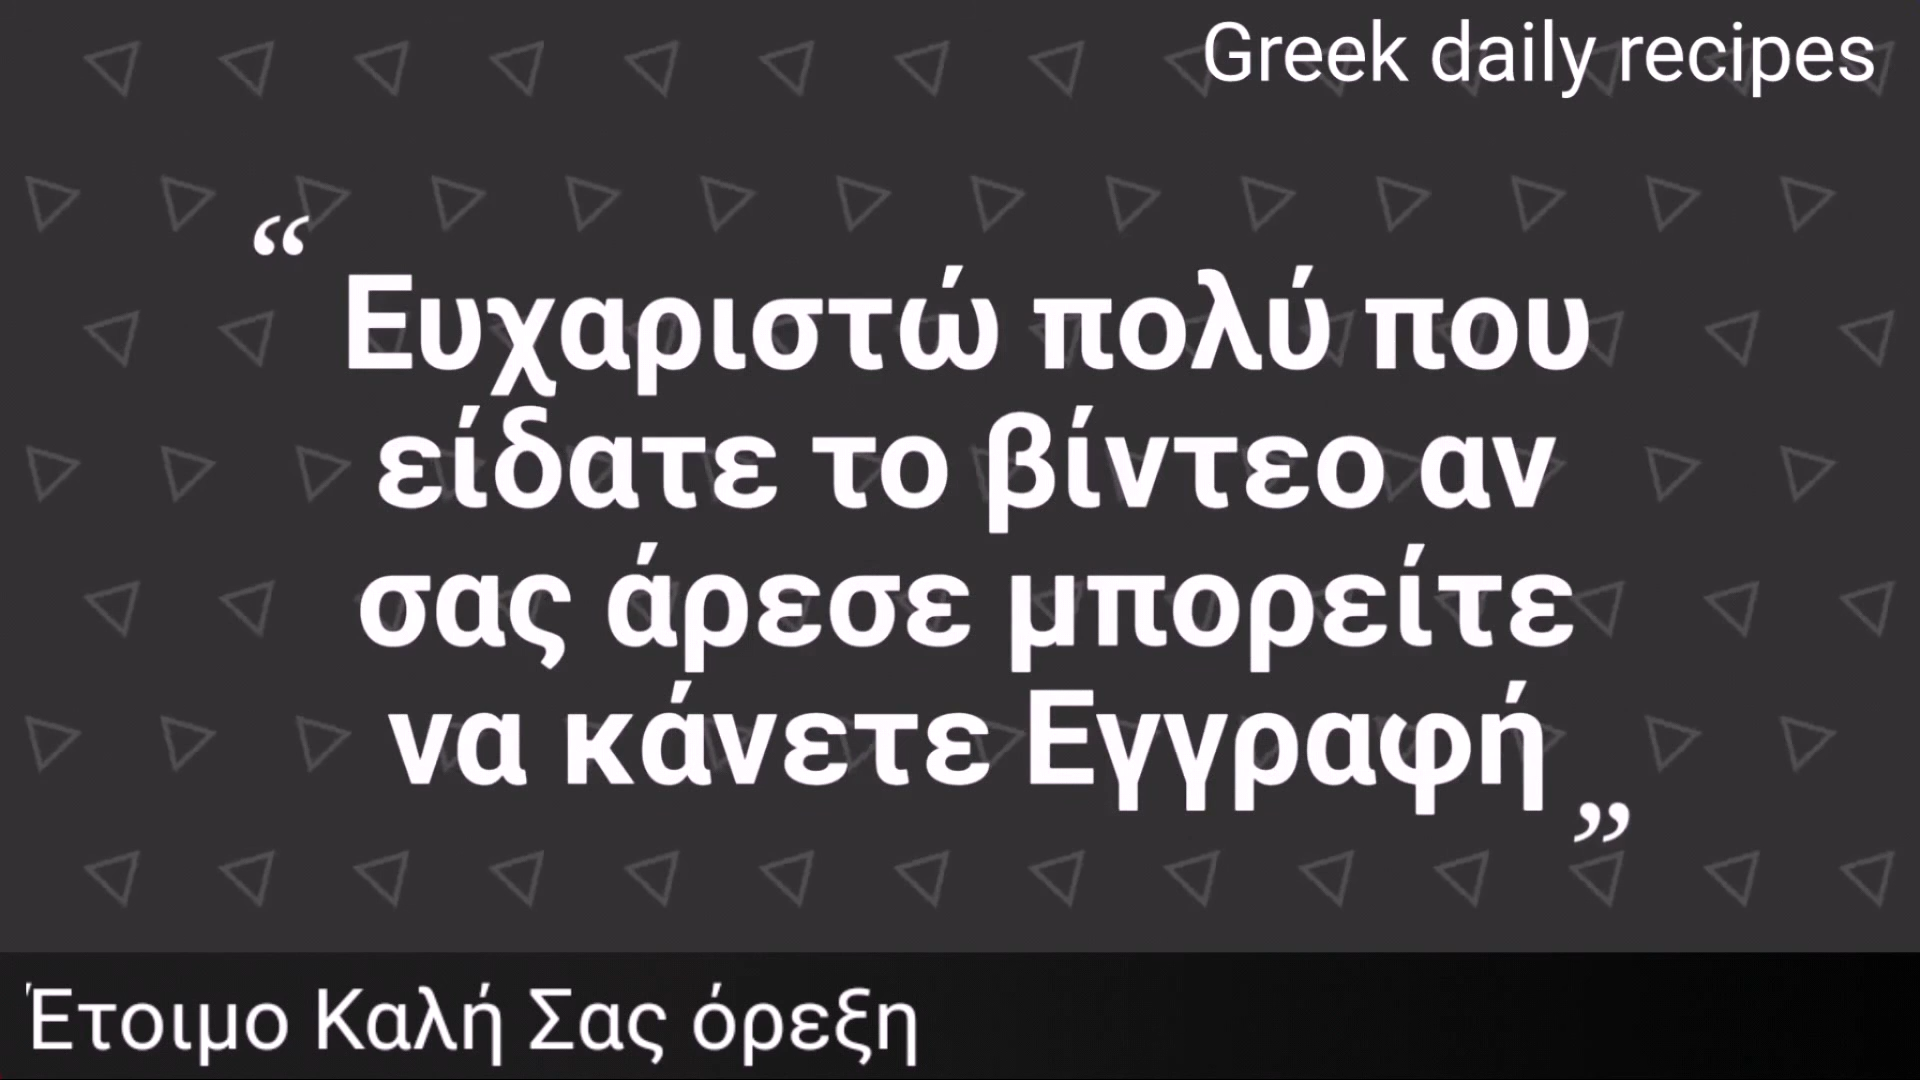 Greek daily recipes
“ Ευχαριστώ πολύ που
είδατε το βίντεο αν
σας άρεσε μπορείτε
να κάνετε Εγγραφή ”
Έτοιμο Καλή Σας όρεξη